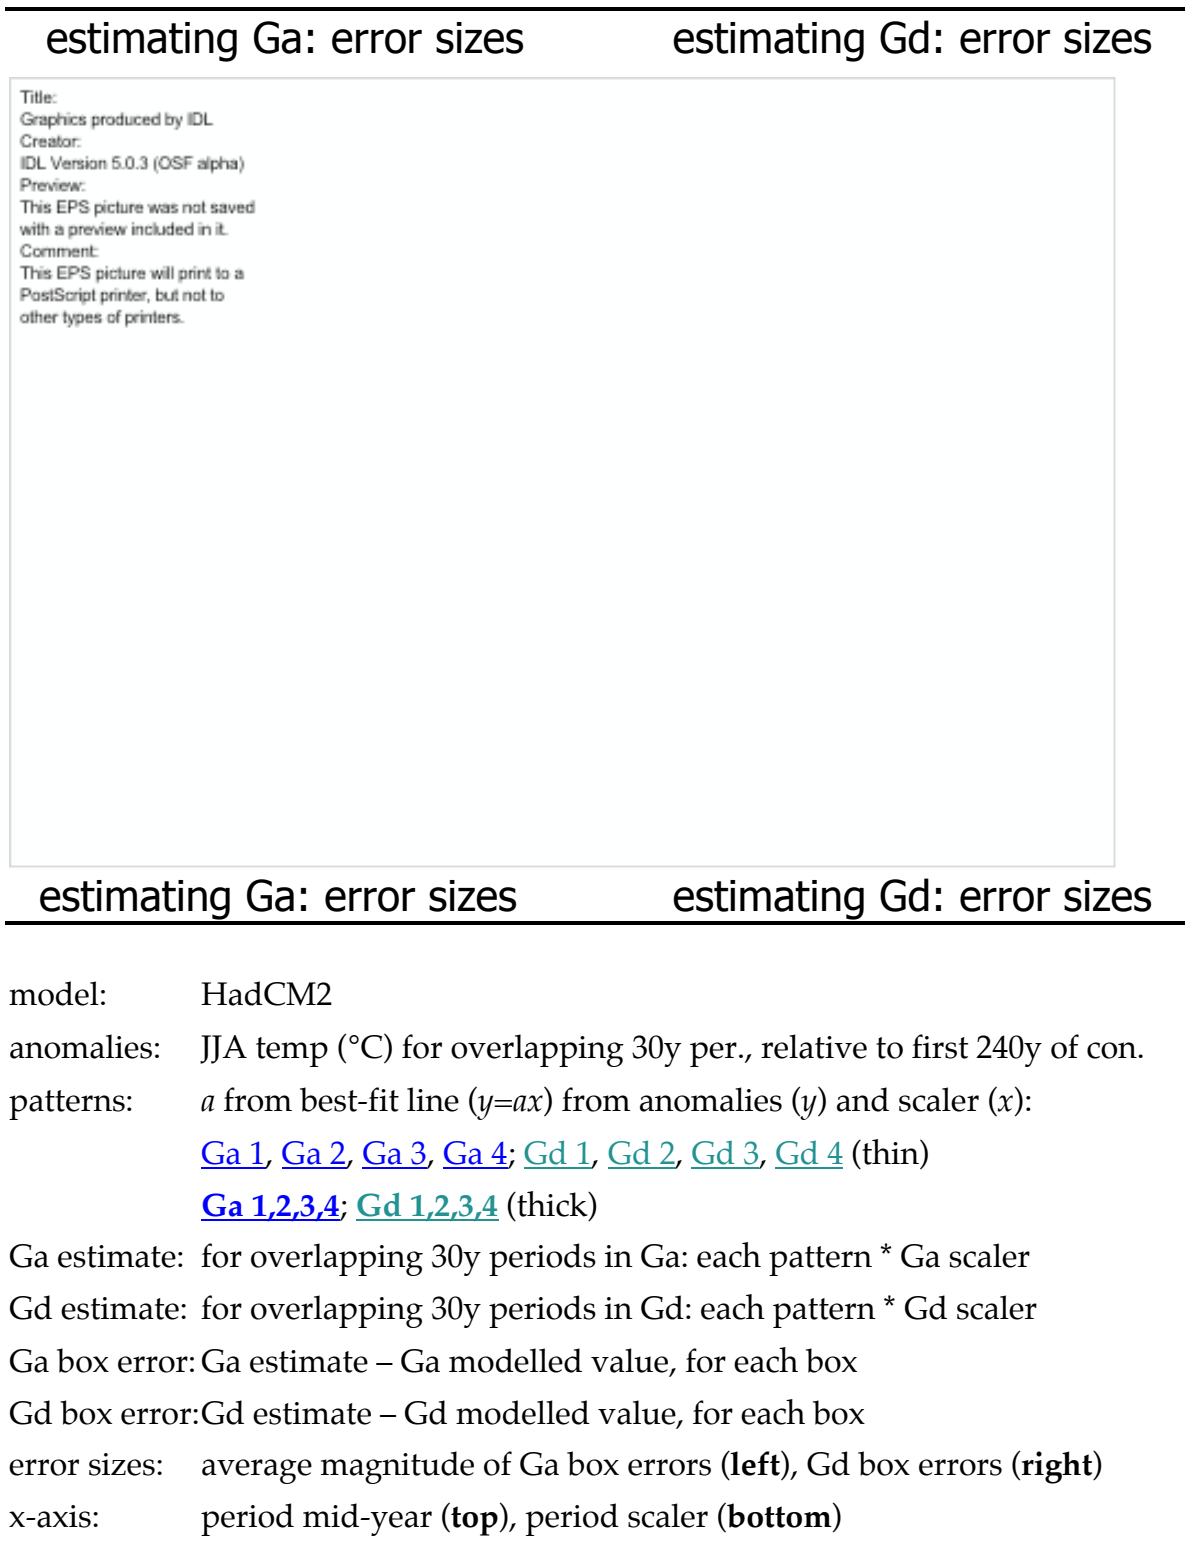 estimating Ga: error sizes estimating Gd: error sizes
Title:
Graphics produced by IDL
Creator:
IDL Version 5.0.3 (OSF alpha)
Preview:
This EPS picture was not saved
with a preview included in it.
Comment:
This EPS picture will print to a
PostScript printer, but not to
other types of printers.
estimating Ga: error sizes estimating Gd: error sizes
model: HadCM2
anomalies: JJA temp (°C) for overlapping 30y per., relative to first 240y of con.
patterns: a from best-fit line (y=ax) from anomalies (y) and scaler (x):
Ga 1, Ga 2, Ga 3, Ga 4; Gd 1, Gd 2, Gd 3, Gd 4 (thin)
Ga 1,2,3,4; Gd 1,2,3,4 (thick)
Ga estimate: for overlapping 30y periods in Ga: each pattern * Ga scaler
Gd estimate: for overlapping 30y periods in Gd: each pattern * Gd scaler
Ga box error: Ga estimate – Ga modelled value, for each box
Gd box error: Gd estimate – Gd modelled value, for each box
error sizes: average magnitude of Ga box errors (left), Gd box errors (right)
x-axis: period mid-year (top), period scaler (bottom)